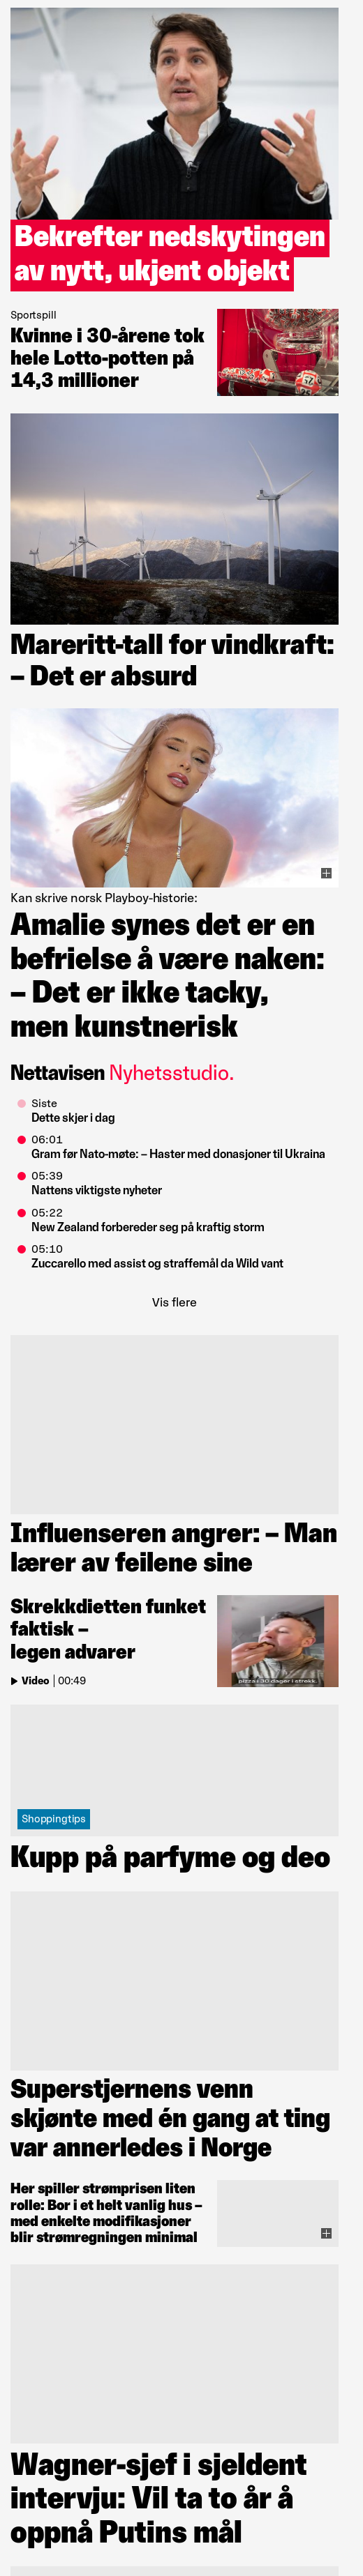 Bekrefter nedskytingen
av nytt, ukjent objekt
Sportspill
Kvinne i 30-årene tok
hele Lotto-potten på
14,3 millioner
Mareritt-tall for vindkraft:
– Det er absurd
Kan skrive norsk Playboy-historie:
Amalie synes det er en
befrielse å være naken:
– Det er ikke tacky,
men kunstnerisk
Nettavisen Nyhetsstudio.
Siste
Dette skjer i dag
06:01
Gram før Nato-møte: – Haster med donasjoner til Ukraina
05:39
Nattens viktigste nyheter
05:22
New Zealand forbereder seg på kraftig storm
05:10
Zuccarello med assist og straffemål da Wild vant
Vis flere
Influenseren angrer: – Man
lærer av feilene sine
Skrekkdietten funket
faktisk –
legen advarer
Video | 00:49
pizza i 30 dager i strekk.
Shoppingtips
Kupp på parfyme og deo
Superstjernens venn
skjønte med én gang at ting
var annerledes i Norge
Her spiller strømprisen liten
rolle: Bor i et helt vanlig hus –
med enkelte modifikasjoner
blir strømregningen minimal
Wagner-sjef i sjeldent
intervju: Vil ta to år å
oppnå Putins mål